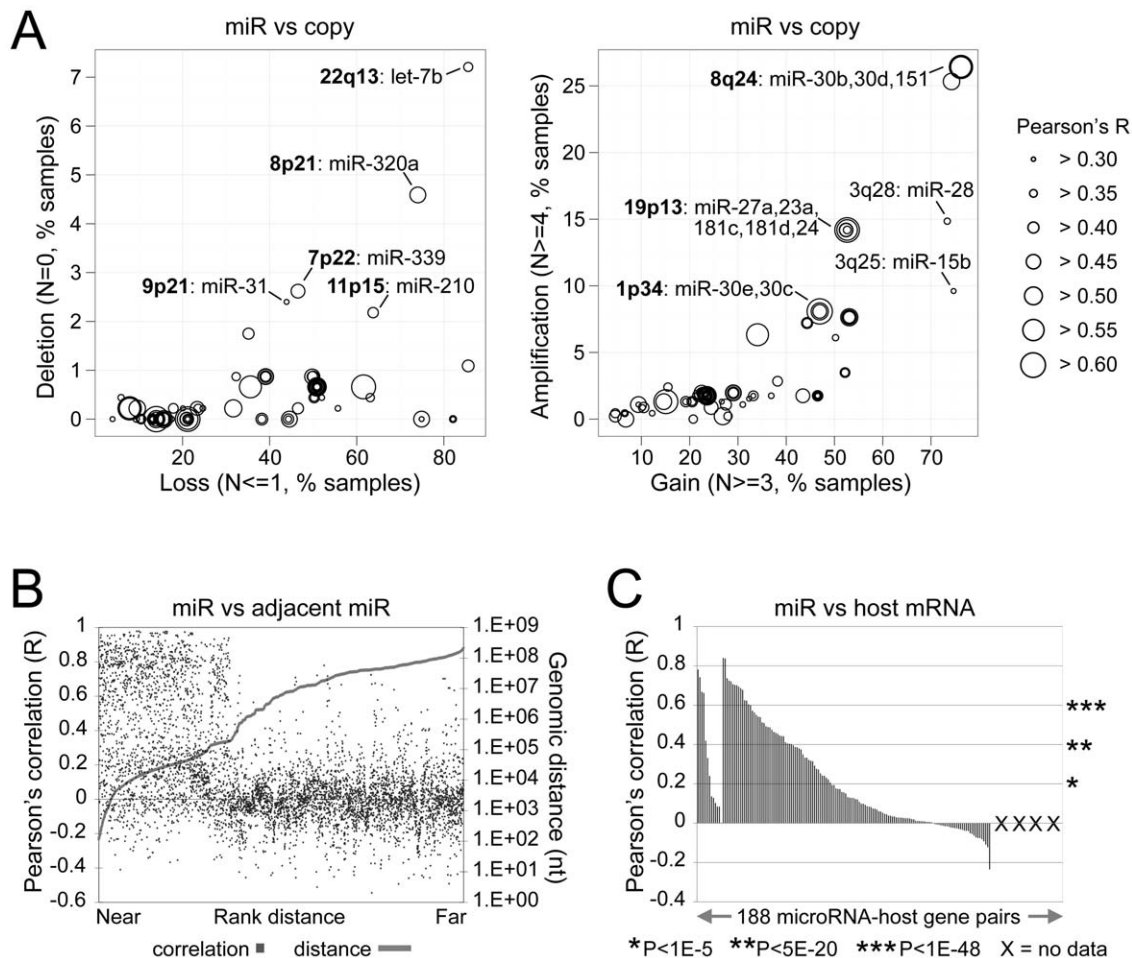 A
miR vs copy
7
6
5
4
3
2
1
0
Deletion (N=0, % samples)
22q13: let-7b
8p21: miR-320a
7p22: miR-339
9p21: miR-31
11p15: miR-210
20 40 60 80
Loss (N<=1, % samples)
miR vs copy
25
20
15
10
5
0
Amplification (N>=4, % samples)
8q24: miR-30b,30d,151
3q28: miR-28
19p13: miR-27a,23a,
181c,181d,24
3q25: miR-15b
1p34: miR-30e,30c
10 20 30 40 50 60 70
Gain (N>=3, % samples)
Pearson's R
> 0.30
> 0.35
> 0.40
> 0.45
> 0.50
> 0.55
> 0.60
B
miR vs adjacent miR
Pearson's correlation (R)
1
0.8
0.6
0.4
0.2
0
-0.2
-0.4
-0.6
1.E+09
1.E+08
1.E+07
1.E+06
1.E+05
1.E+04
1.E+03
1.E+02
1.E+01
1.E+00
Genomic distance (nt)
Near Rank distance Far
correlation distance
C
miR vs host mRNA
Pearson's correlation (R)
1
0.8
0.6
0.4
0.2
0
-0.2
-0.4
***
**
*
XXXX
188 microRNA-host gene pairs
*P<1E-5 **P<5E-20 ***P<1E-48 X = no data